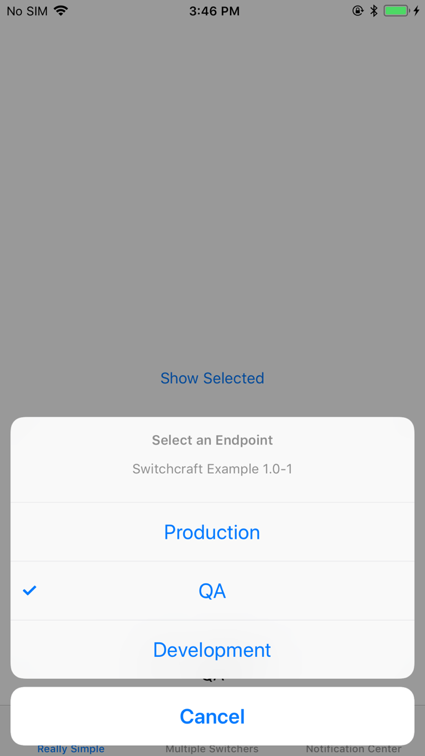 No SIM 3:46 PM
Show Selected
Select an Endpoint
Switchcraft Example 1.0-1
Production
QA
Development
QA
Cancel
Really Simple Multiple Switchers Notification Center